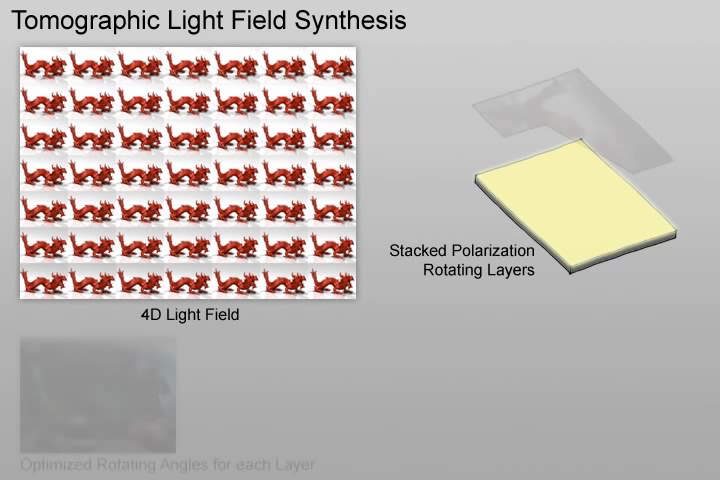 Tomographic Light Field Synthesis
Stacked Polarization
Rotating Layers
4D Light Field
Optimized Rotating Angles for each Layer